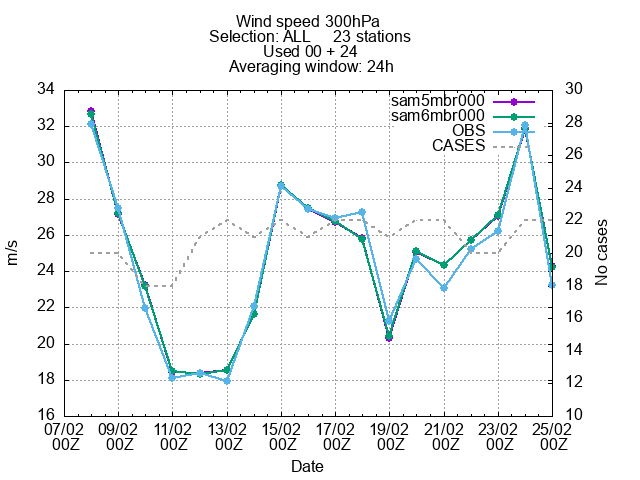 Wind speed 300hPa
Selection: ALL 23 stations
Used 00 + 24
Averaging window: 24h
34 30
sam5mbr000
sam6mbr000
32 28
OBS
CASES
26
30
24
28
22
26
20
24
18
22
16
20
14
18
12
16 10
m/s
No cases
07/02 09/02 11/02 13/02 15/02 17/02 19/02 21/02 23/02 25/02
00Z 00Z 00Z 00Z 00Z 00Z 00Z 00Z 00Z 00Z
Date